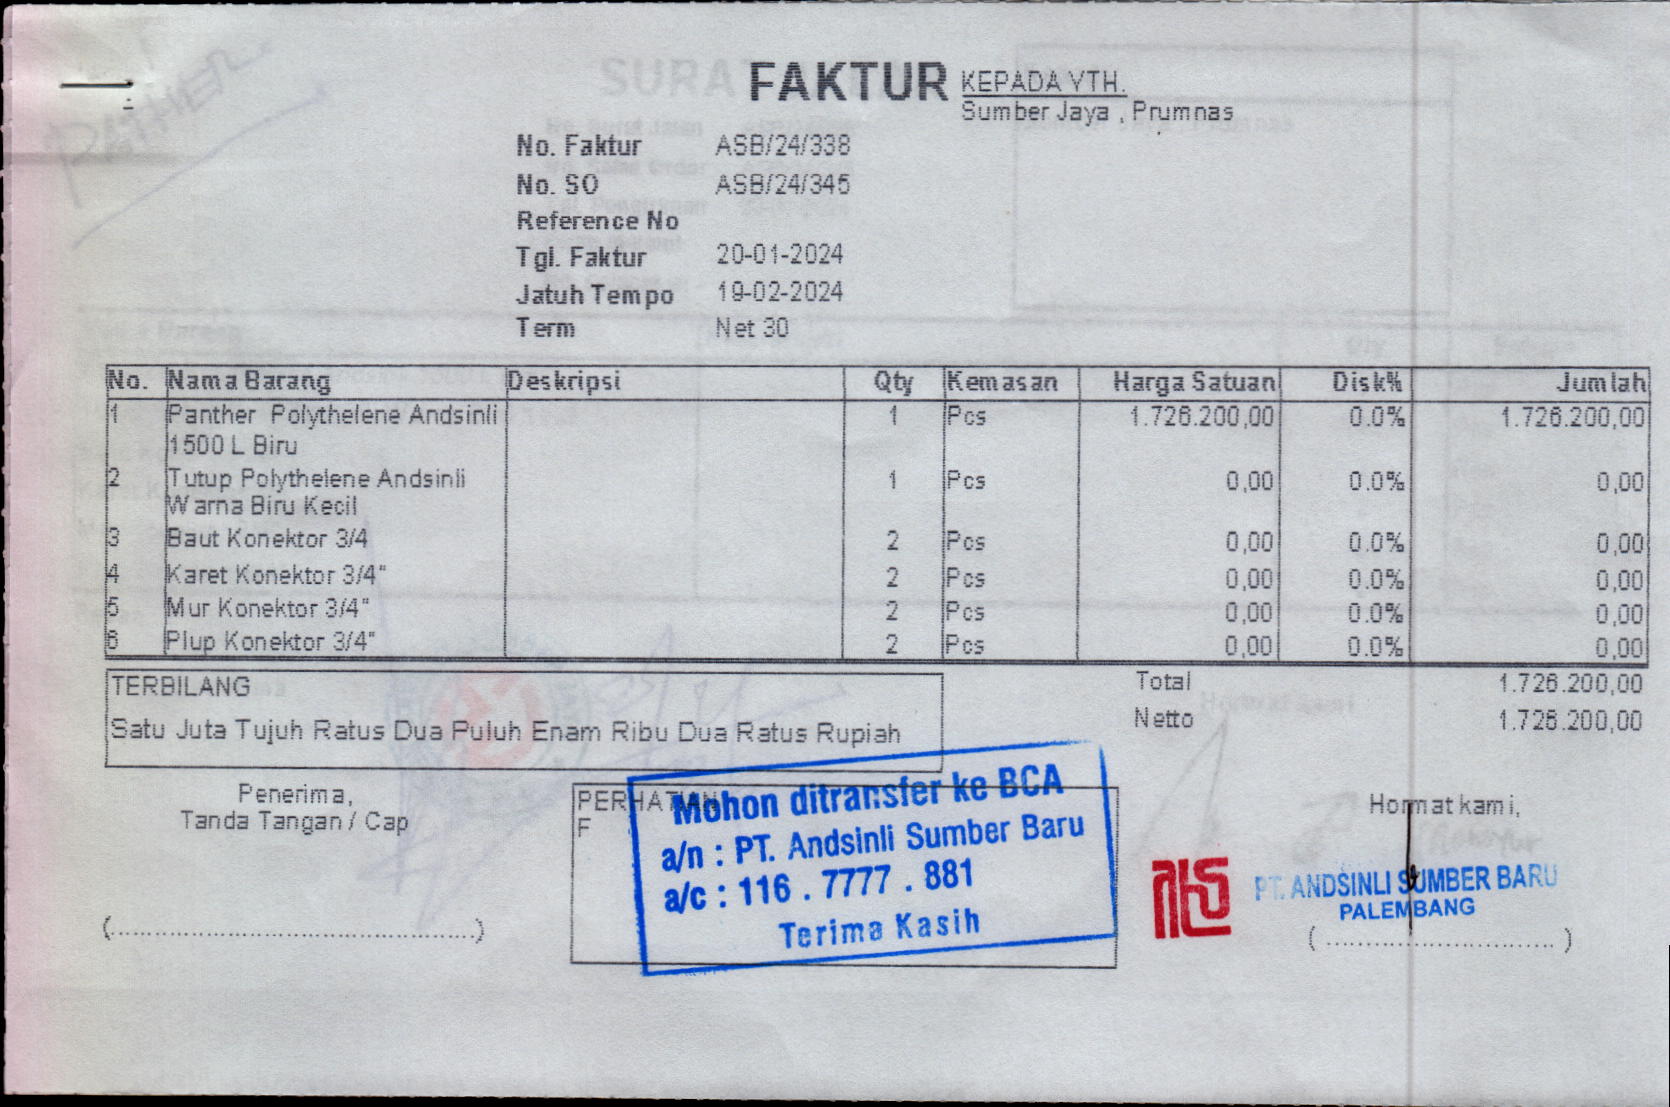 FAKTUR
KEPADA YTH.
Sumber Jaya , Prumnas
No. Faktur ASB/24/338
No. SO ASB/24/345
Reference No
Tgl. Faktur 20-01-2024
Jatuh Tempo 19-02-2024
Term Net 30
No. Nama Barang Deskripsi Qty Kemasan Harga Satuan Disk% Jumlah
1 Panther Polythelene Andsinli 1 Pcs 1.726.200,00 0.0% 1.726.200,00
1500 L Biru
2 Tutup Polythelene Andsinli 1 Pcs 0,00 0.0% 0,00
Warna Biru Kecil
3 Baut Konektor 3/4 2 Pcs 0,00 0.0% 0,00
4 Karet Konektor 3/4" 2 Pcs 0,00 0.0% 0,00
5 Mur Konektor 3/4" 2 Pcs 0,00 0.0% 0,00
6 Plup Konektor 3/4" 2 Pcs 0,00 0.0% 0,00
TERBILANG
Satu Juta Tujuh Ratus Dua Puluh Enam Ribu Dua Ratus Rupiah
Total 1.726.200,00
Netto 1.726.200,00
Penerima,
Tanda Tangan / Cap
(................................................)
PERHATIAN
F
Mohon ditransfer ke BCA
a/n : PT. Andsinli Sumber Baru
a/c : 116 . 7777 . 881
Terima Kasih
Hormat kami,
PT. ANDSINLI SUMBER BARU
PALEMBANG
( ............................. )